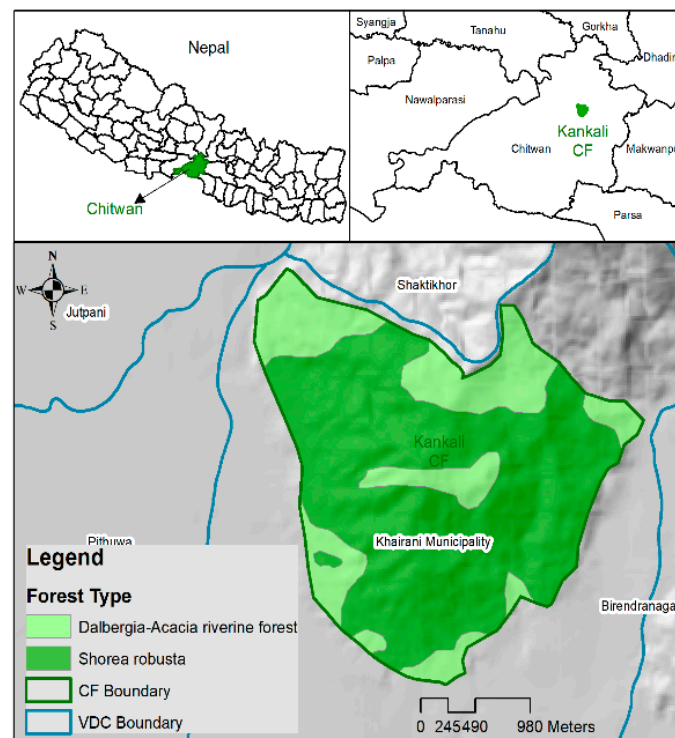 Nepal
Chitwan
Syangja
Tanahu
Gorkha
Palpa
Dhadin
Nawalparasi
Kankali
CF
Chitwan
Makwanpu
Parsa
N
W
E
S
Shaktikhor
Jutpani
Kankali
CF
Pithuwa
Khairani Municipality
Birendranaga
Legend
Forest Type
Dalbergia-Acacia riverine forest
Shorea robusta
CF Boundary
VDC Boundary
0 245490 980 Meters